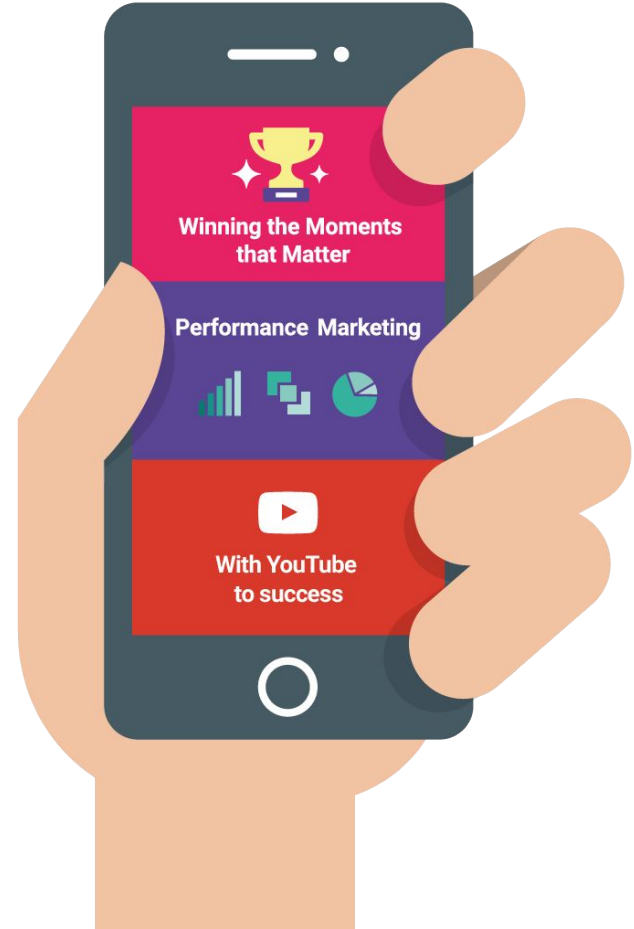 Winning the Moments
that Matter
Performance Marketing
With YouTube
to success